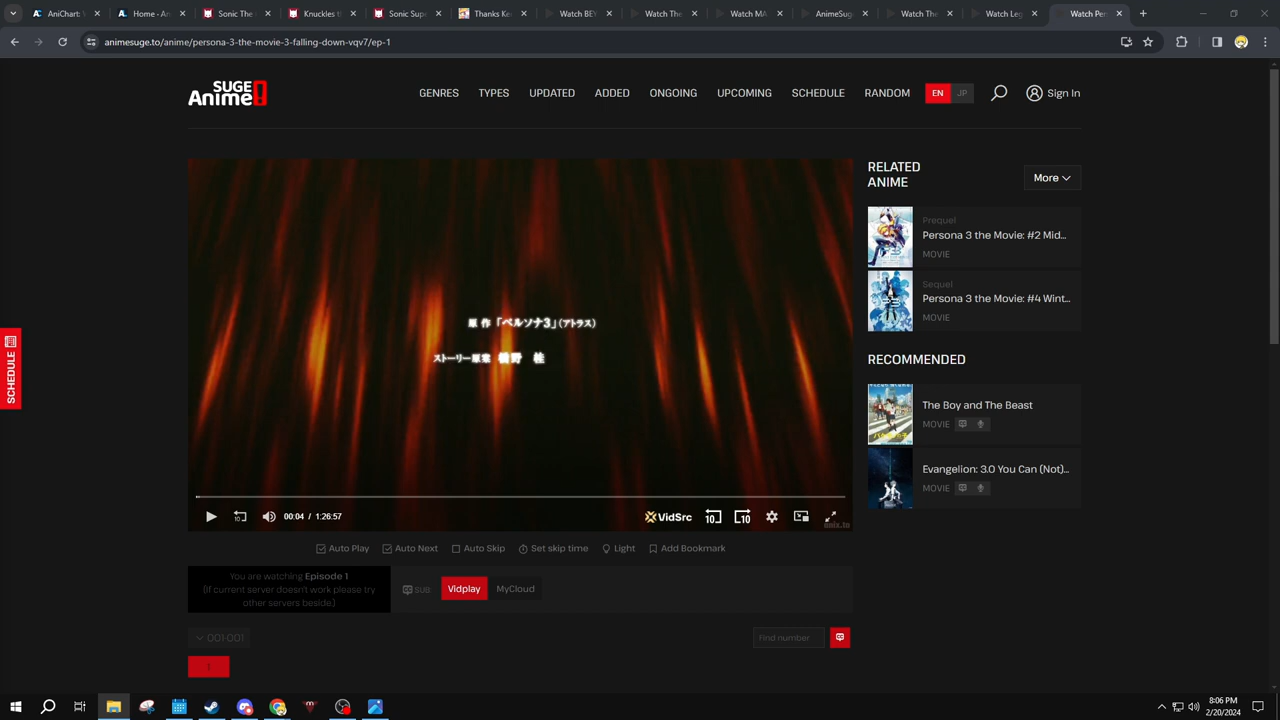 AniChart:
Home - An
Sonic The
Knuckles t
Sonic Supe
Thanks Ke
Watch BE
Watch The
Watch MA
AnimeSug
Watch The
Watch Leg
Watch Per
animesuge.to/anime/persona-3-the-movie-3-falling-down-vqv7/ep-1
SUGE
Anime!
GENRES TYPES UPDATED ADDED ONGOING UPCOMING SCHEDULE RANDOM EN JP Sign In
SCHEDULE
原作「ペルソナ3」(アトラス)
ストーリー原案 橋野 桂
10 00:04 / 1:26:57 VidSrc 10 10
anix.to
Auto Play Auto Next Auto Skip Set skip time Light Add Bookmark
You are watching Episode 1
(If current server doesn't work please try
other servers beside.)
SUB: Vidplay MyCloud
001-001 Find number
1
RELATED
ANIME
More
Prequel
Persona 3 the Movie: #2 Mid...
MOVIE
Sequel
Persona 3 the Movie: #4 Wint...
MOVIE
RECOMMENDED
The Boy and The Beast
MOVIE
Evangelion: 3.0 You Can (Not)...
MOVIE
8:06 PM
2/20/2024